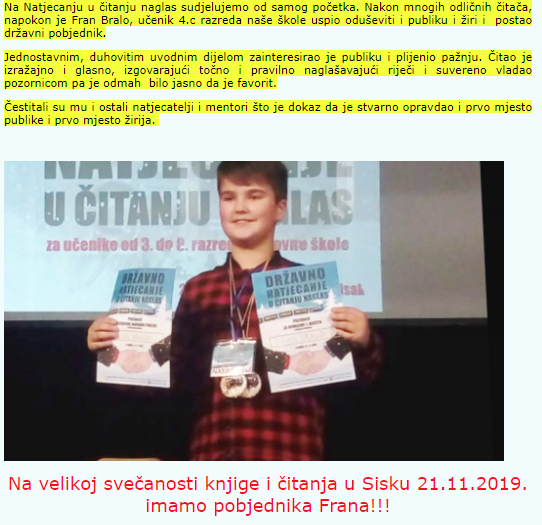 Na Natjecanju u čitanju naglas sudjelujemo od samog početka. Nakon mnogih odličnih čitača,
napokon je Fran Bralo, učenik 4.c razreda naše škole uspio oduševiti i publiku i žiri i  postao
državni pobjednik.
Jednostavnim, duhovitim uvodnim dijelom zainteresirao je publiku i plijenio pažnju. Čitao je
izražajno i glasno, izgovarajući točno i pravilno naglašavajući riječi i suvereno vladao
pozornicom pa je odmah  bilo jasno da je favorit.
Čestitali su mu i ostali natjecatelji i mentori što je dokaz da je stvarno opravdao i prvo mjesto
publike i prvo mjesto žirija.
NATJECANJE
U ČITANJU NAGLAS
za učenike od 3. do
škole
DRŽAVNO
NATJECANJE
U ČITANJU NAGLAS
DRŽAVNO
NATJECANJE
U ČITANJU NAGLAS
Na velikoj svečanosti knjige i čitanja u Sisku 21.11.2019.
imamo pobjednika Frana!!!